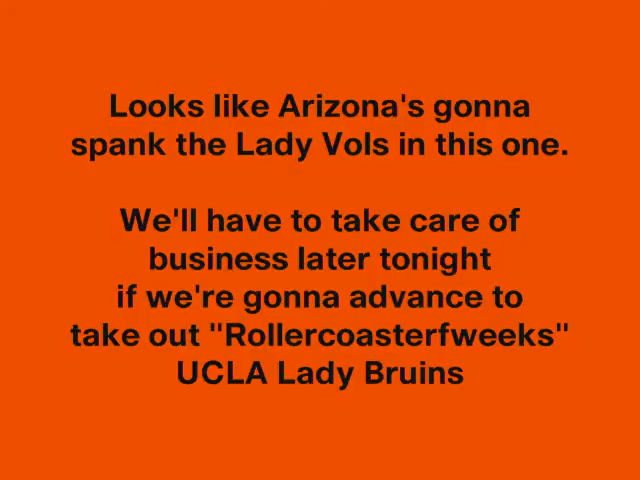 Looks like Arizona's gonna
spank the Lady Vols in this one.
We'll have to take care of
business later tonight
if we're gonna advance to
take out "Rollercoasterfweeks"
UCLA Lady Bruins